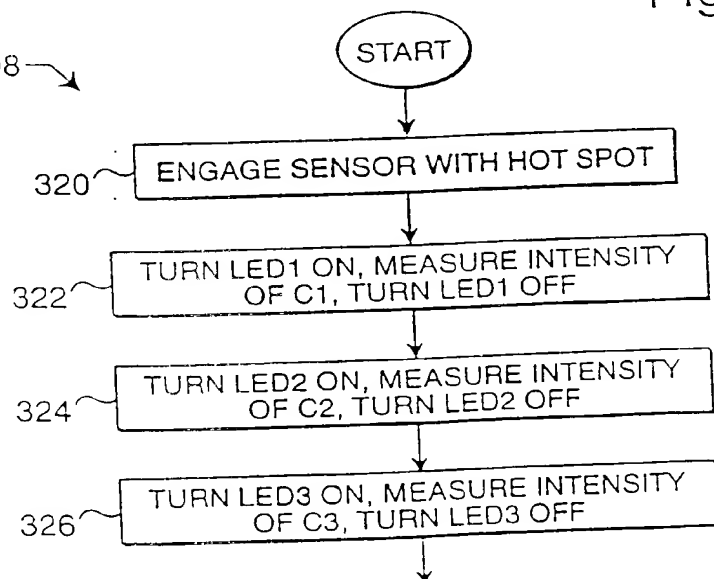 START
320
ENGAGE SENSOR WITH HOT SPOT
322
TURN LED1 ON, MEASURE INTENSITY
OF C1, TURN LED1 OFF
324
TURN LED2 ON, MEASURE INTENSITY
OF C2, TURN LED2 OFF
326
TURN LED3 ON, MEASURE INTENSITY
OF C3, TURN LED3 OFF